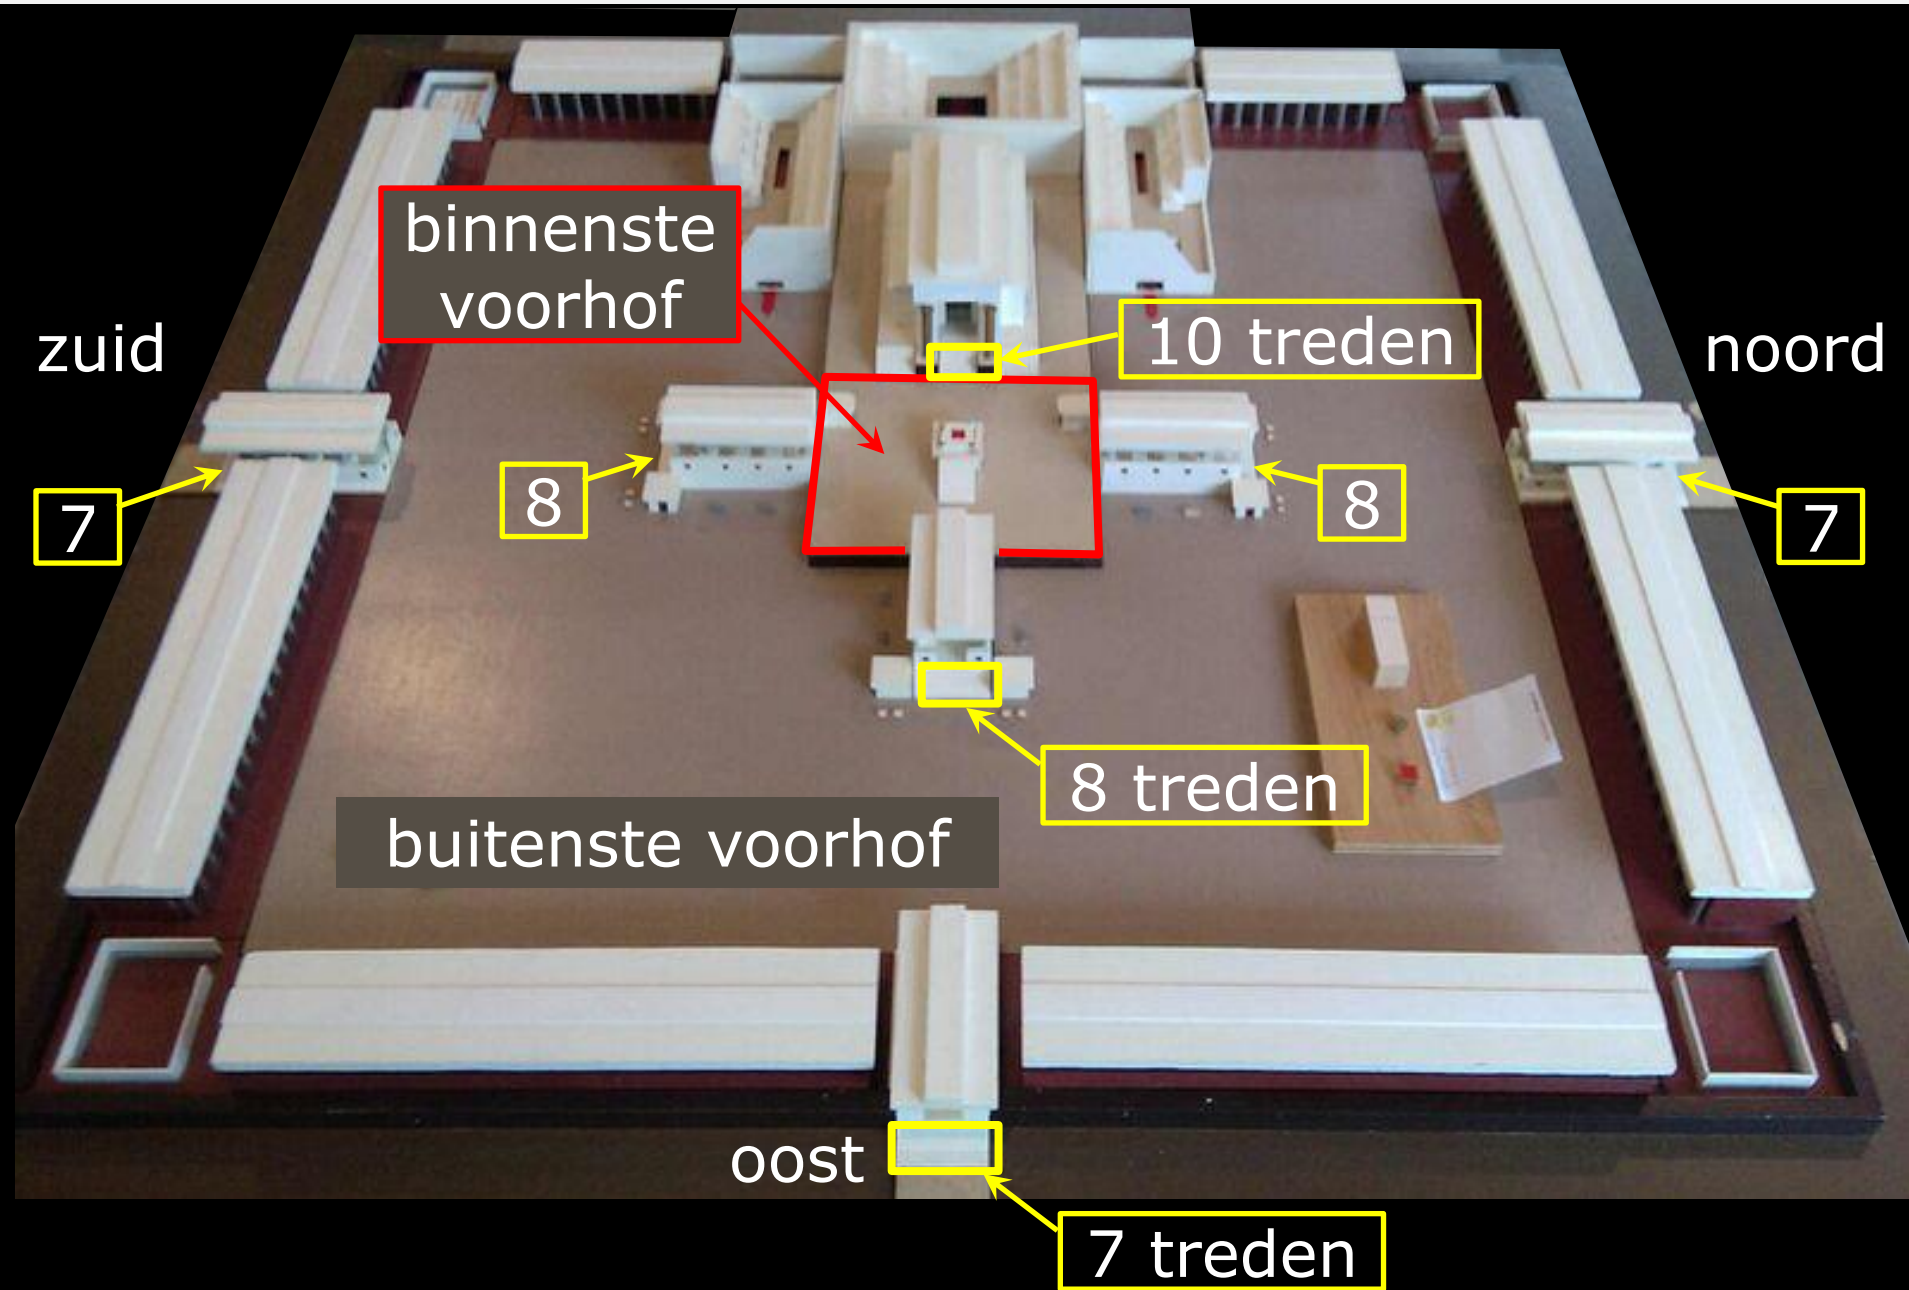 binnenste
voorhof
zuid
10 treden
noord
7
8
8
7
8 treden
buitenste voorhof
oost
7 treden